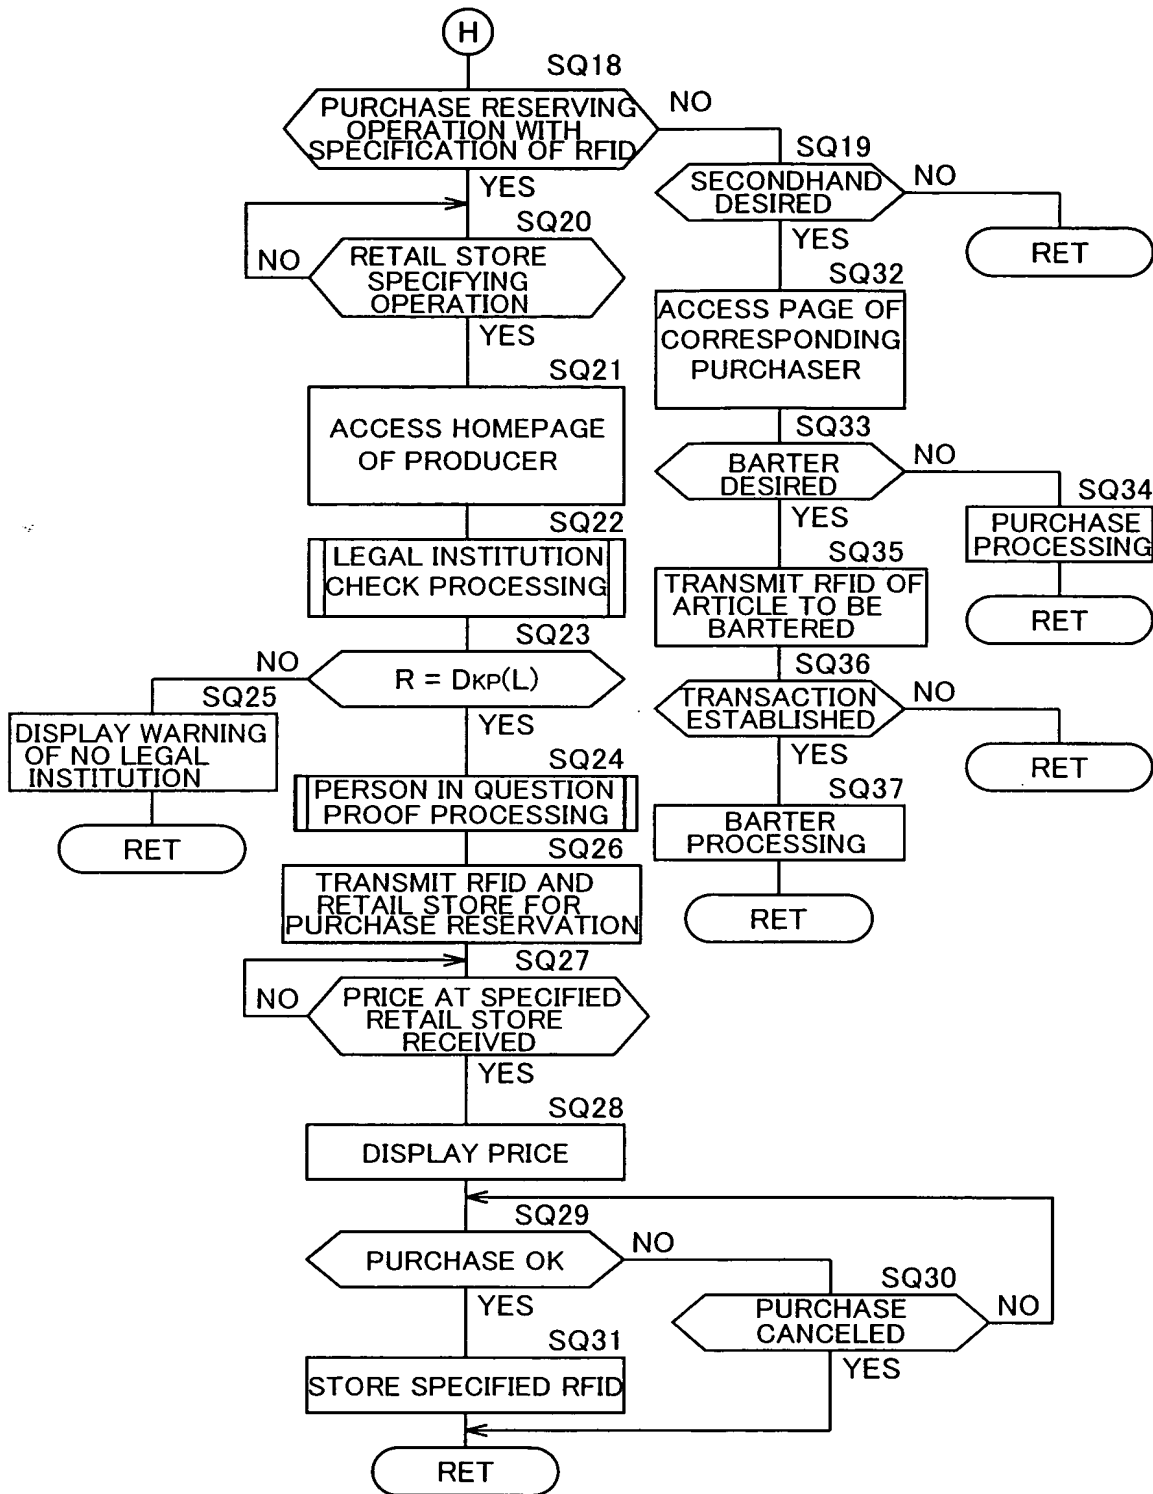 H
SQ18
PURCHASE RESERVING
OPERATION WITH
SPECIFICATION OF RFID
NO
YES
SQ19
SECONDHAND
DESIRED
NO
YES
RET
SQ20
RETAIL STORE
SPECIFYING
OPERATION
NO
YES
SQ32
ACCESS PAGE OF
CORRESPONDING
PURCHASER
SQ21
ACCESS HOMEPAGE
OF PRODUCER
SQ33
BARTER
DESIRED
NO
YES
SQ34
PURCHASE
PROCESSING
RET
SQ22
LEGAL INSTITUTION
CHECK PROCESSING
SQ35
TRANSMIT RFID OF
ARTICLE TO BE
BARTERED
SQ23
R = DKP(L)
NO
YES
SQ25
DISPLAY WARNING
OF NO LEGAL
INSTITUTION
RET
SQ36
TRANSACTION
ESTABLISHED
NO
YES
RET
SQ24
PERSON IN QUESTION
PROOF PROCESSING
SQ37
BARTER
PROCESSING
RET
SQ26
TRANSMIT RFID AND
RETAIL STORE FOR
PURCHASE RESERVATION
SQ27
PRICE AT SPECIFIED
RETAIL STORE
RECEIVED
NO
YES
SQ28
DISPLAY PRICE
SQ29
PURCHASE OK
NO
YES
SQ30
PURCHASE
CANCELED
NO
YES
SQ31
STORE SPECIFIED RFID
RET